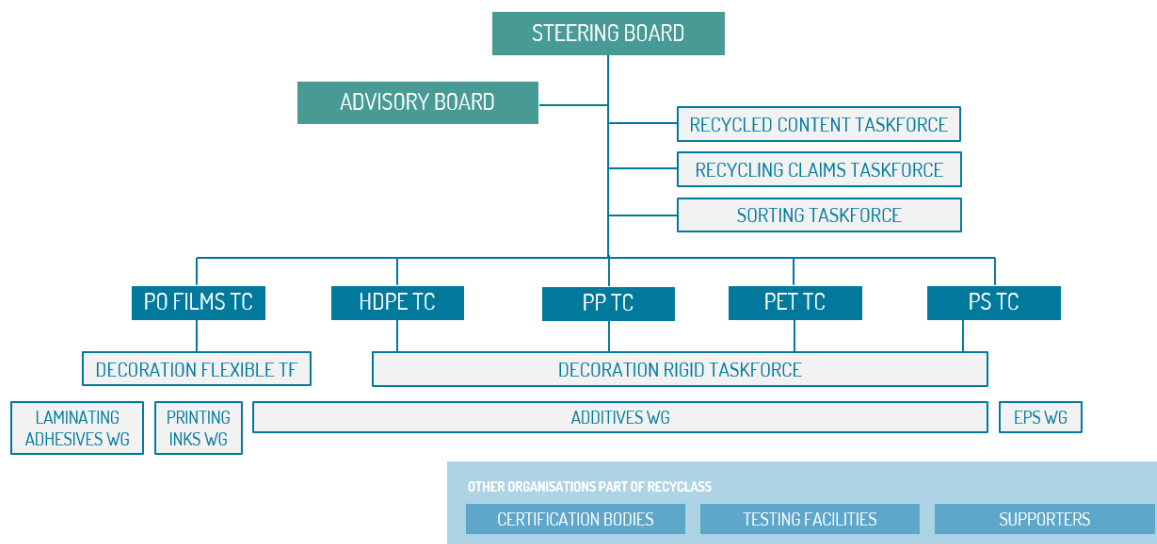 STEERING BOARD
ADVISORY BOARD
RECYCLED CONTENT TASKFORCE
RECYCLING CLAIMS TASKFORCE
SORTING TASKFORCE
PO FILMS TC
HDPE TC
PP TC
PET TC
PS TC
DECORATION FLEXIBLE TF
DECORATION RIGID TASKFORCE
LAMINATING
ADHESIVES WG
PRINTING
INKS WG
ADDITIVES WG
EPS WG
OTHER ORGANISATIONS PART OF RECYCLASS
CERTIFICATION BODIES
TESTING FACILITIES
SUPPORTERS